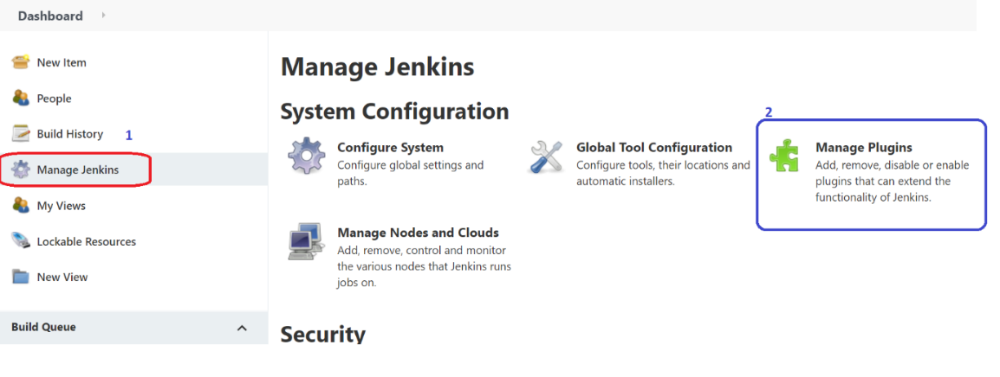 Dashboard
New Item
People
Build History
1
Manage Jenkins
My Views
Lockable Resources
New View
Build Queue
Manage Jenkins
System Configuration
Configure System
Configure global settings and
paths.
Global Tool Configuration
Configure tools, their locations and
automatic installers.
2
Manage Plugins
Add, remove, disable or enable
plugins that can extend the
functionality of Jenkins.
Manage Nodes and Clouds
Add, remove, control and monitor
the various nodes that Jenkins runs
jobs on.
Security